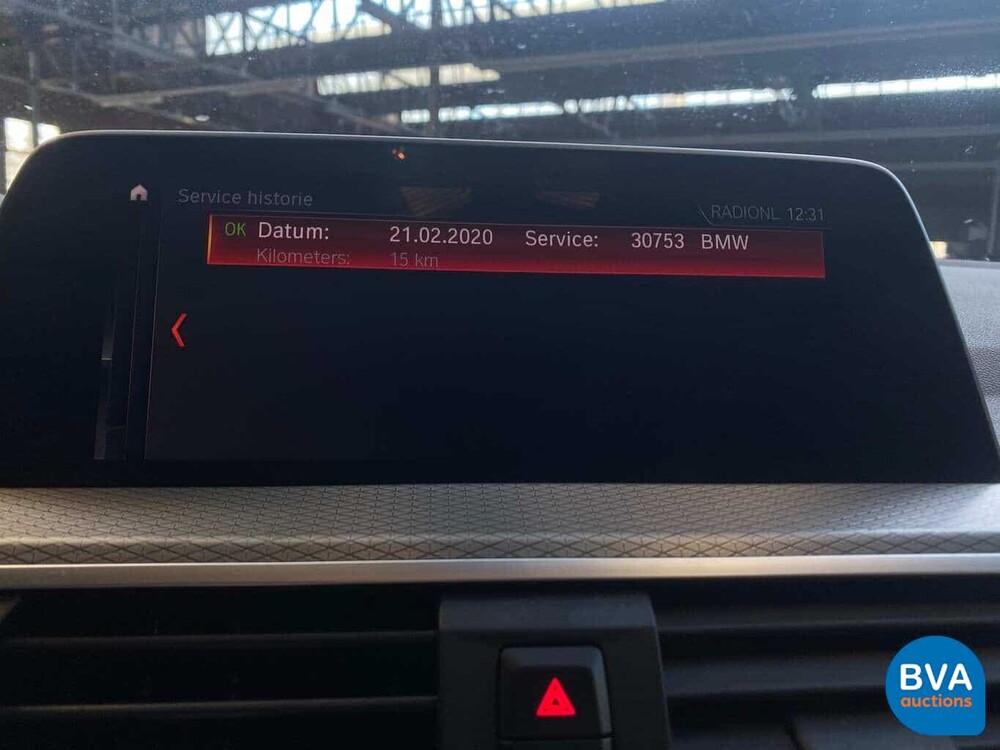 Service historie
RADIONL 12:31
OK Datum: 21.02.2020 Service: 30753 BMW
Kilometers: 15 km
BVA
auctions